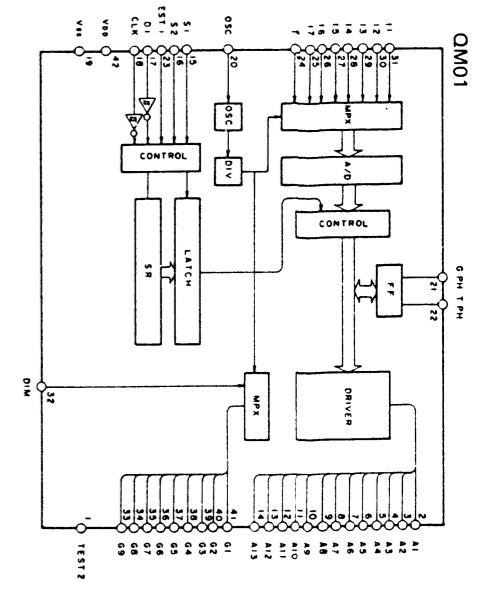 QM01
G PH T PH
21 22
FF
I1 31
I2 30
I3 29
I4 28
I5 27
I6 26
I7 25
24
MPX
A/D
CONTROL
DRIVER
2 A1
3 A2
4 A3
5 A4
6 A5
7 A6
8 A7
9 A8
10 A9
11 A10
12 A11
13 A12
14 A13
OSC 20
OSC
DIV
MPX
41 G1
40 G2
39 G3
38 G4
37 G5
36 G6
35 G7
34 G8
33 G9
S1 15
S2 16
EST 1 23
DI 17
CLK 18
CONTROL
LATCH
SR
VDD 42
VSS 19
32
DIM
1 TEST 2